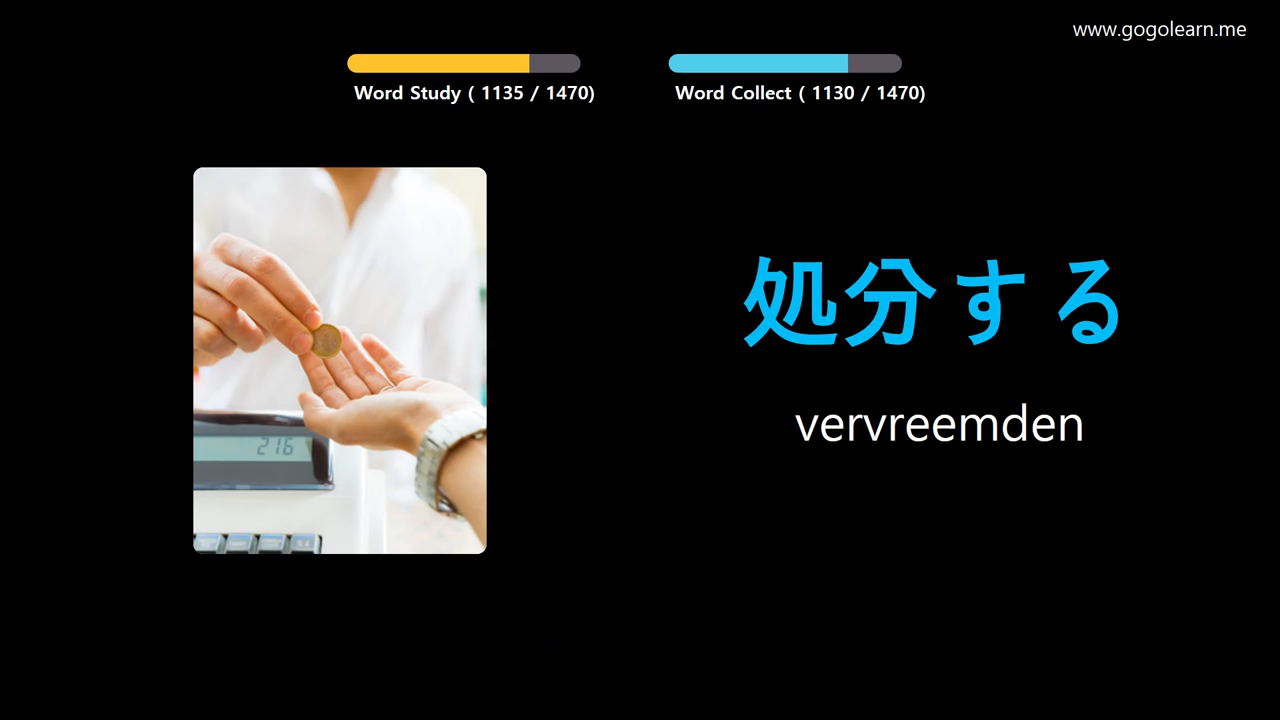 www.gogolearn.me
Word Study ( 1135 / 1470)
Word Collect ( 1130 / 1470)
処分する
vervreemden
216